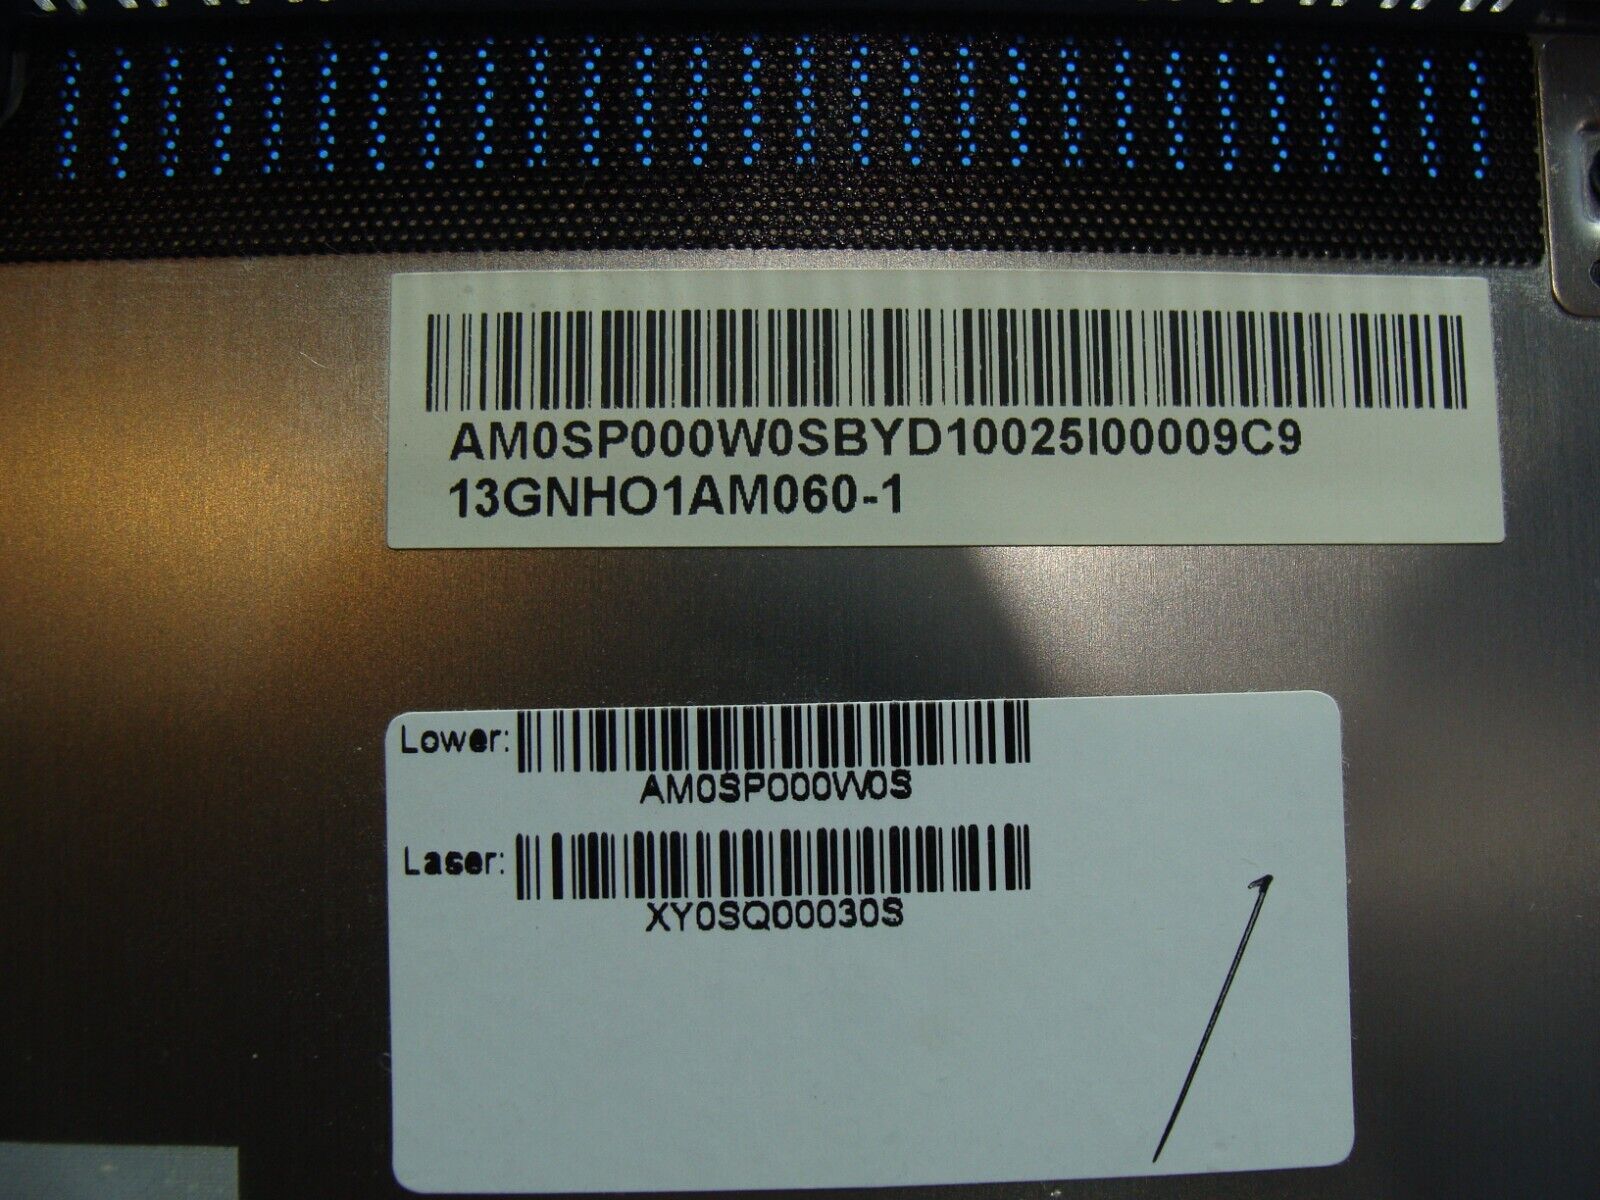 AM0SP000W0SBYD10025I00009C9
13GNHO1AM060-1
Lower:
AM0SP000W0S
Laser:
XY0SQ00030S